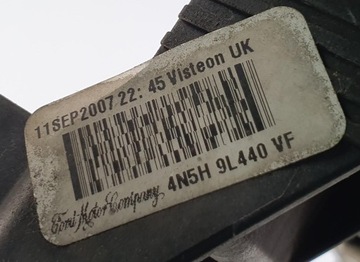 11SEP2007 22: 45 Visteon UK
4N5H 9L440 VF
Ford Motor Company